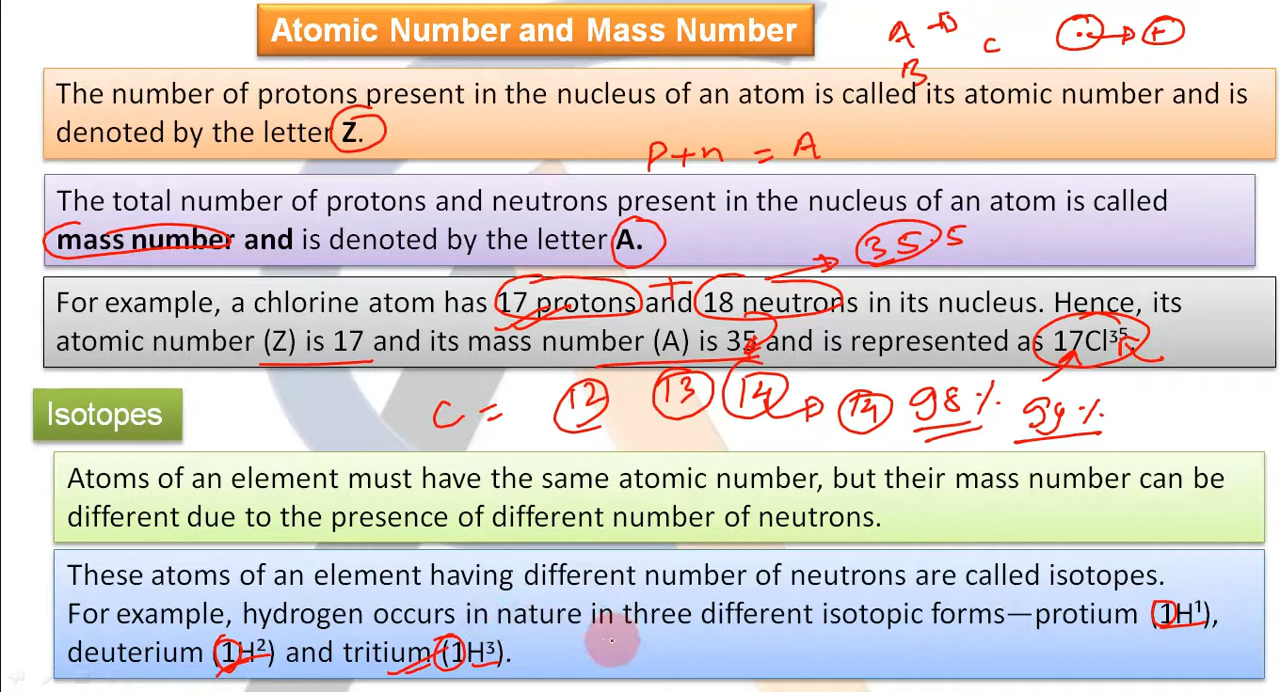 Atomic Number and Mass Number
A → D
B
C
The number of protons present in the nucleus of an atom is called its atomic number and is
denoted by the letter Z.
p+n = A
The total number of protons and neutrons present in the nucleus of an atom is called
mass number and is denoted by the letter A.
35.5
+
For example, a chlorine atom has 17 protons and 18 neutrons in its nucleus. Hence, its
atomic number (Z) is 17 and its mass number (A) is 35 and is represented as 17Cl³⁵
Isotopes
C = 12 13 14 → 14 98% 99%
Atoms of an element must have the same atomic number, but their mass number can be
different due to the presence of different number of neutrons.
These atoms of an element having different number of neutrons are called isotopes.
For example, hydrogen occurs in nature in three different isotopic forms—protium (1H¹),
deuterium (1H²) and tritium (1H³).